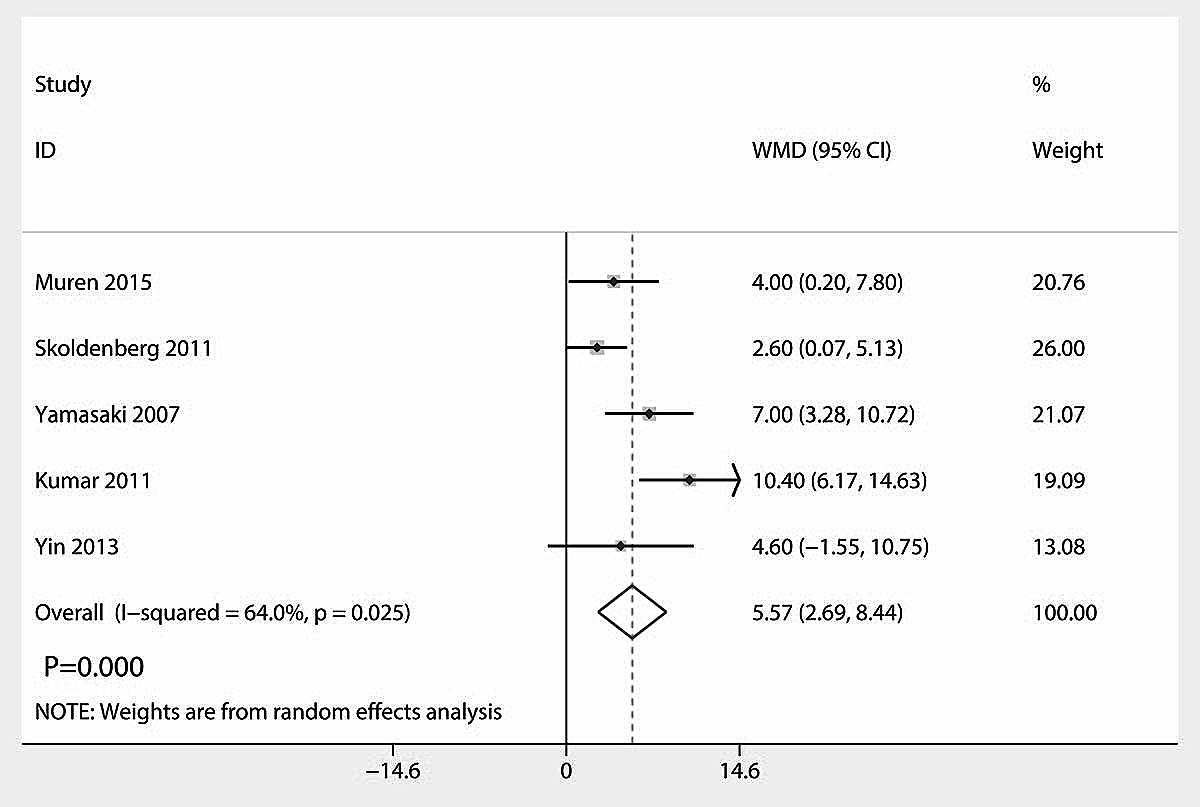 Study %
ID WMD (95% CI) Weight
Muren 2015 4.00 (0.20, 7.80) 20.76
Skoldenberg 2011 2.60 (0.07, 5.13) 26.00
Yamasaki 2007 7.00 (3.28, 10.72) 21.07
Kumar 2011 10.40 (6.17, 14.63) 19.09
Yin 2013 4.60 (−1.55, 10.75) 13.08
Overall (I−squared = 64.0%, p = 0.025) 5.57 (2.69, 8.44) 100.00
P=0.000
NOTE: Weights are from random effects analysis
−14.6 0 14.6